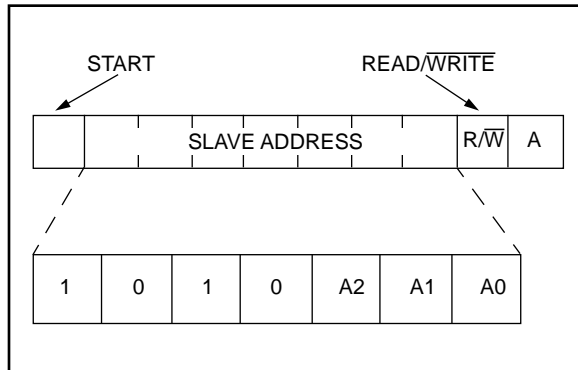 START READ/WRITE
SLAVE ADDRESS R/W A
1 0 1 0 A2 A1 A0